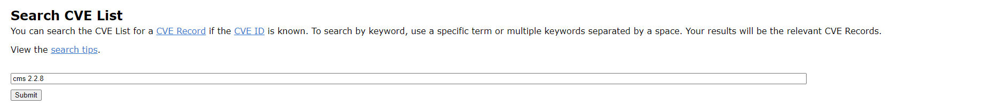 Search CVE List
You can search the CVE List for a CVE Record if the CVE ID is known. To search by keyword, use a specific term or multiple keywords separated by a space. Your results will be the relevant CVE Records.
View the search tips.
cms 2.2.8
Submit